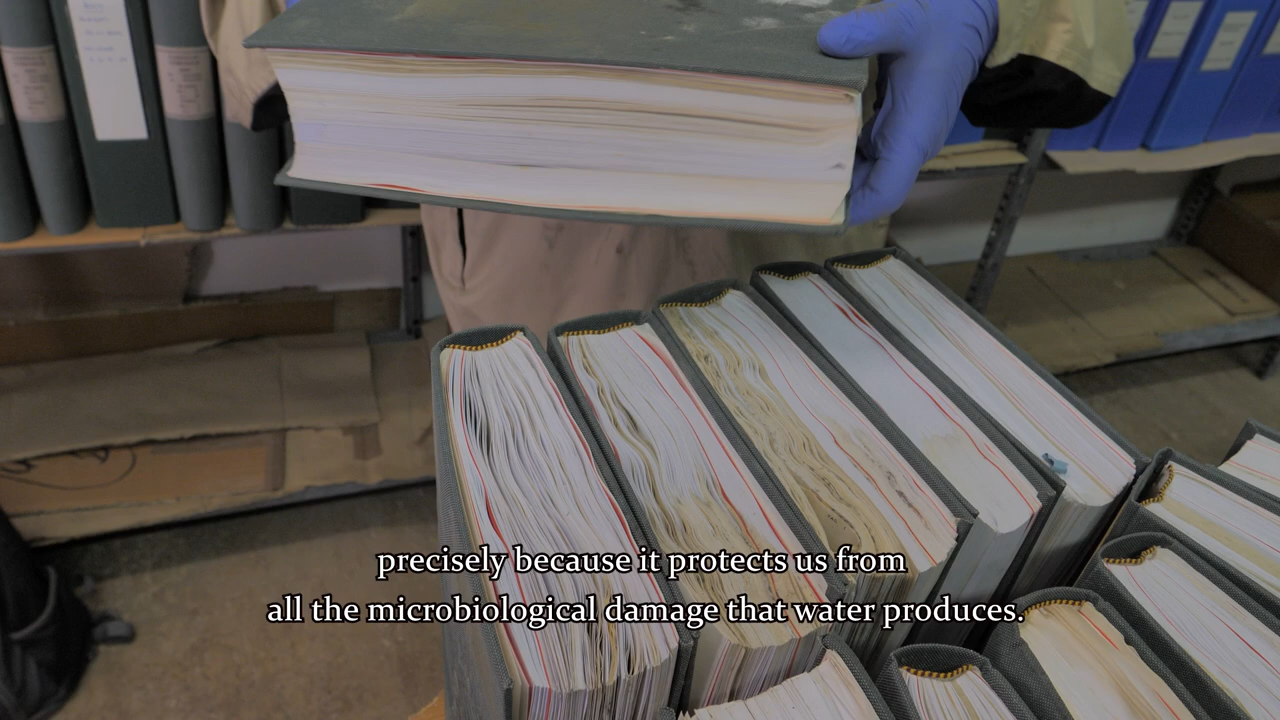 precisely because it protects us from
all the microbiological damage that water produces.